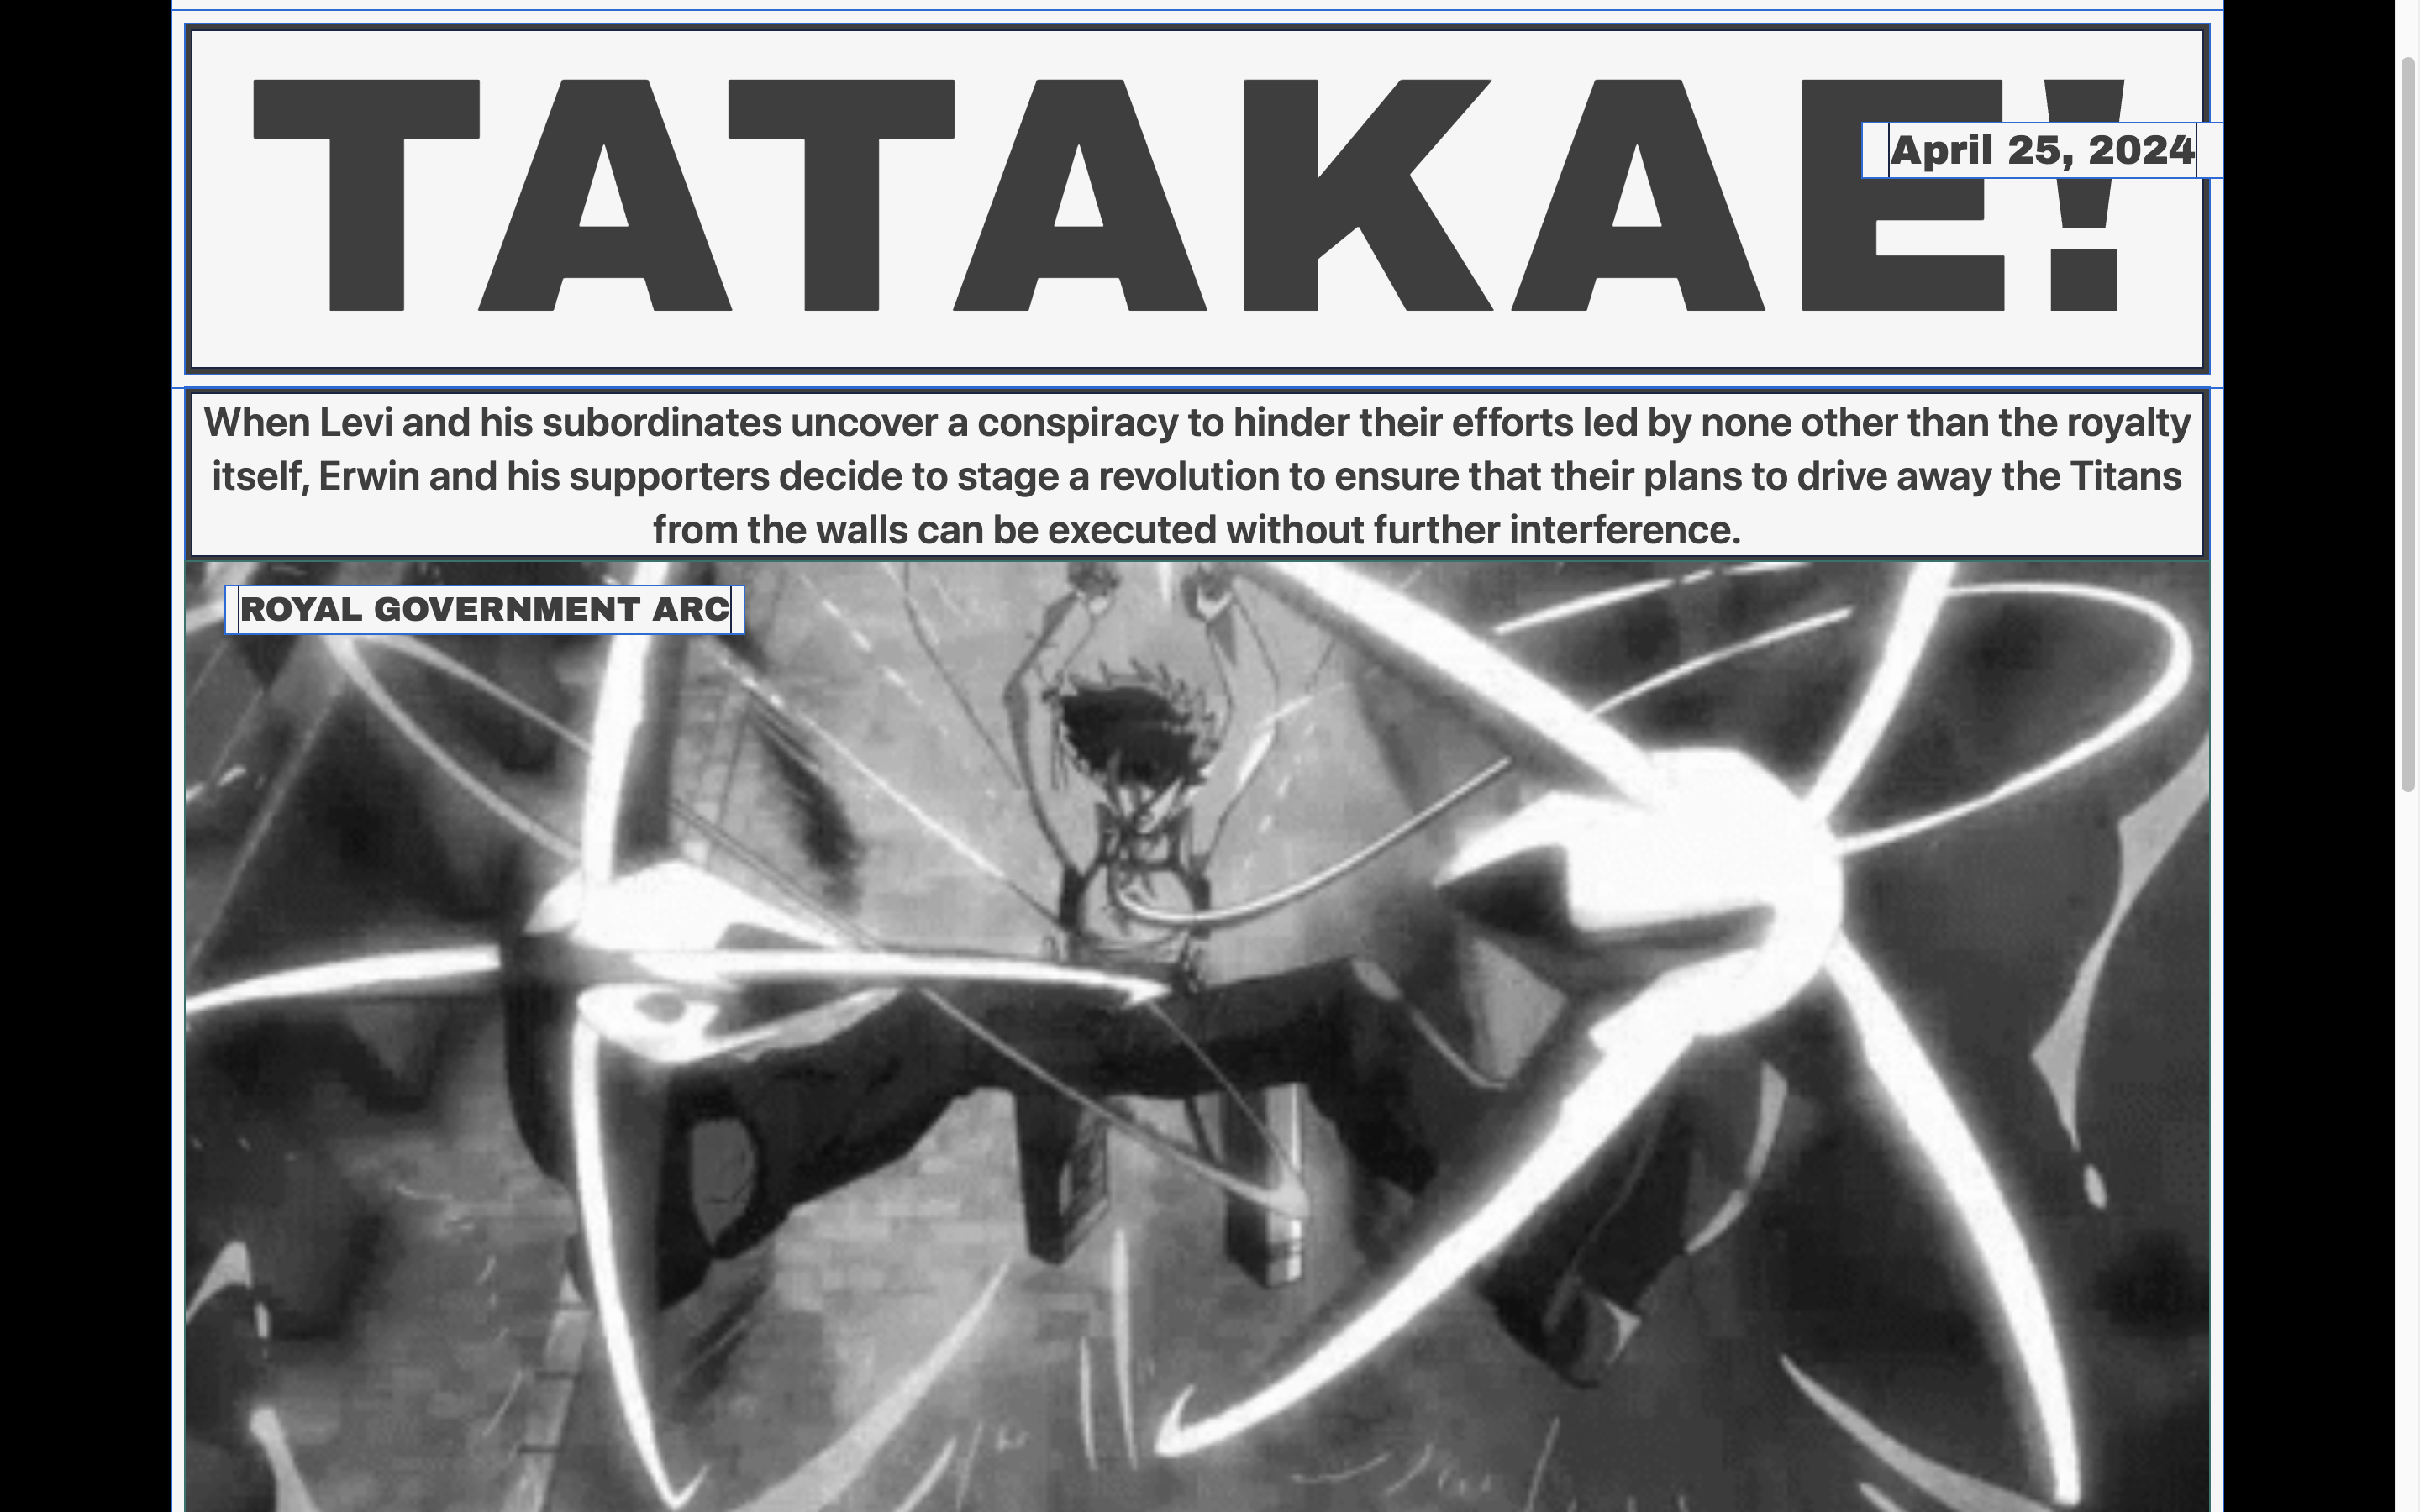 TATAKAE!
April 25, 2024
When Levi and his subordinates uncover a conspiracy to hinder their efforts led by none other than the royalty
itself, Erwin and his supporters decide to stage a revolution to ensure that their plans to drive away the Titans
from the walls can be executed without further interference.
ROYAL GOVERNMENT ARC